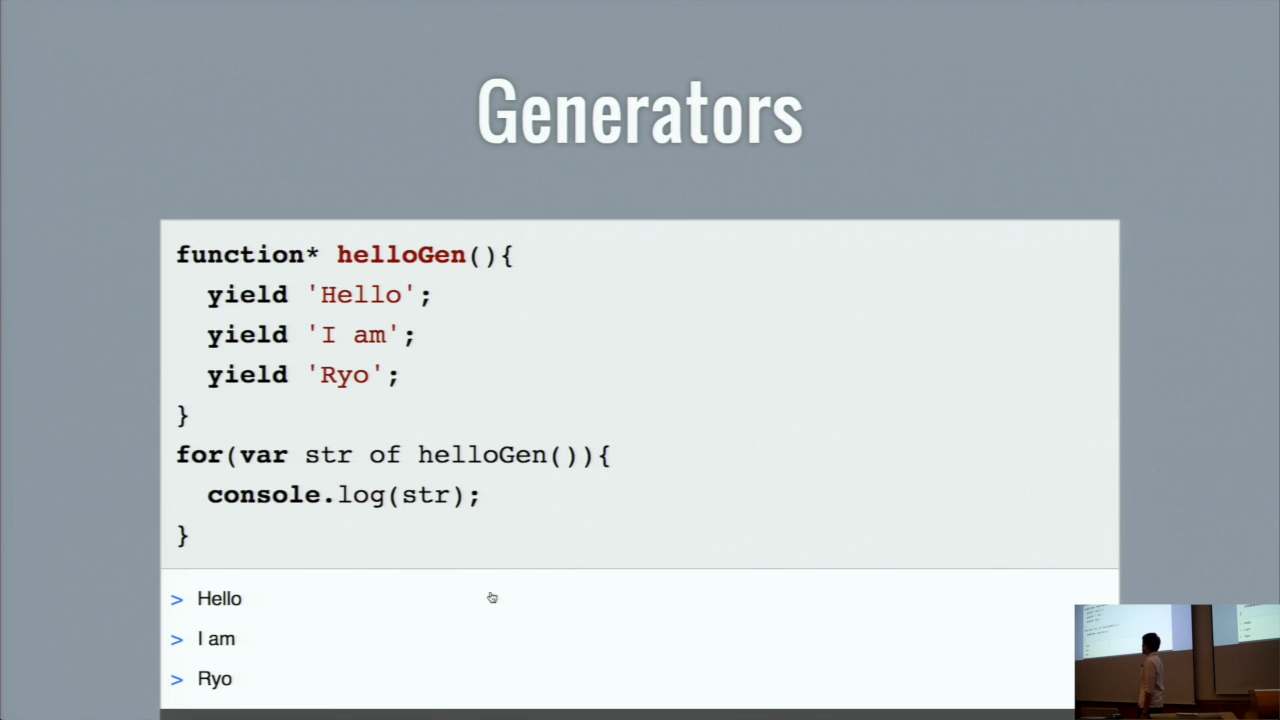 Generators
function* helloGen(){
  yield 'Hello';
  yield 'I am';
  yield 'Ryo';
}
for(var str of helloGen()){
  console.log(str);
}
> Hello
> I am
> Ryo